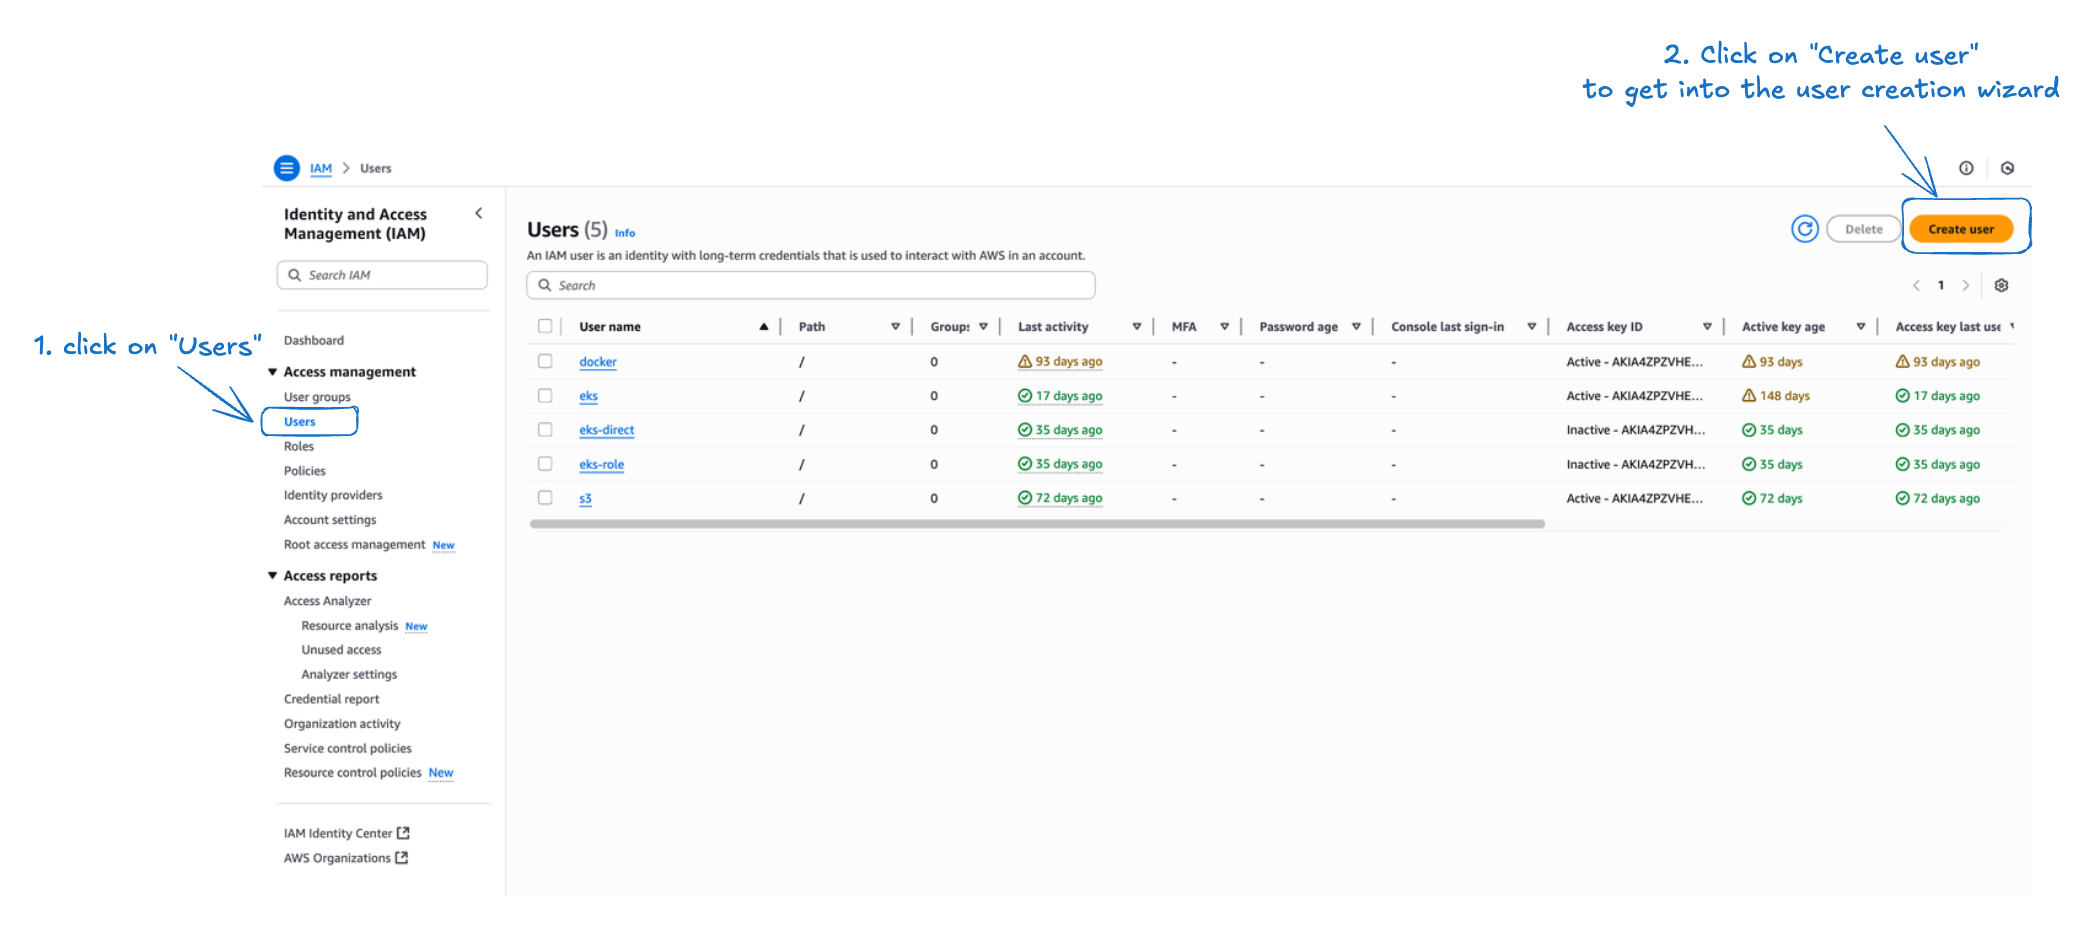 2. Click on "Create user"
to get into the user creation wizard
IAM > Users
Identity and Access
Management (IAM)
Search IAM
1. click on "Users"
Dashboard
Access management
User groups
Users
Roles
Policies
Identity providers
Account settings
Root access management New
Access reports
Access Analyzer
Resource analysis New
Unused access
Analyzer settings
Credential report
Organization activity
Service control policies
Resource control policies New
IAM Identity Center
AWS Organizations
Users (5) Info
Delete
Create user
An IAM user is an identity with long-term credentials that is used to interact with AWS in an account.
Search
< 1 >
User name Path Group: Last activity MFA Password age Console last sign-in Access key ID Active key age Access key last use
docker / 0 93 days ago - - - Active - AKIA4ZPZVHE... 93 days 93 days ago
eks / 0 17 days ago - - - Active - AKIA4ZPZVHE... 148 days 17 days ago
eks-direct / 0 35 days ago - - - Inactive - AKIA4ZPZVH... 35 days 35 days ago
eks-role / 0 35 days ago - - - Inactive - AKIA4ZPZVH... 35 days 35 days ago
s3 / 0 72 days ago - - - Active - AKIA4ZPZVHE... 72 days 72 days ago